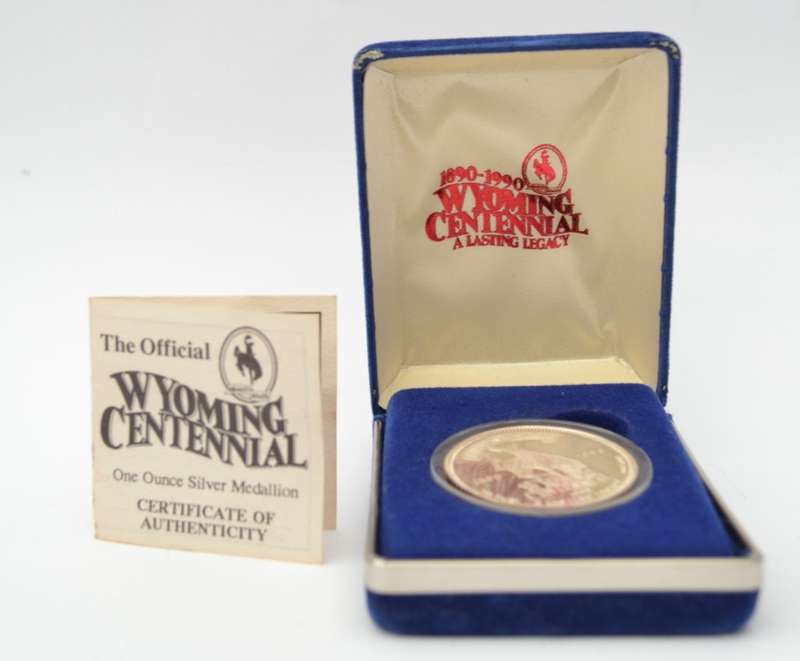 The Official
WYOMING
CENTENNIAL
One Ounce Silver Medallion
CERTIFICATE OF
AUTHENTICITY
1890-1990
WYOMING
CENTENNIAL
A LASTING LEGACY